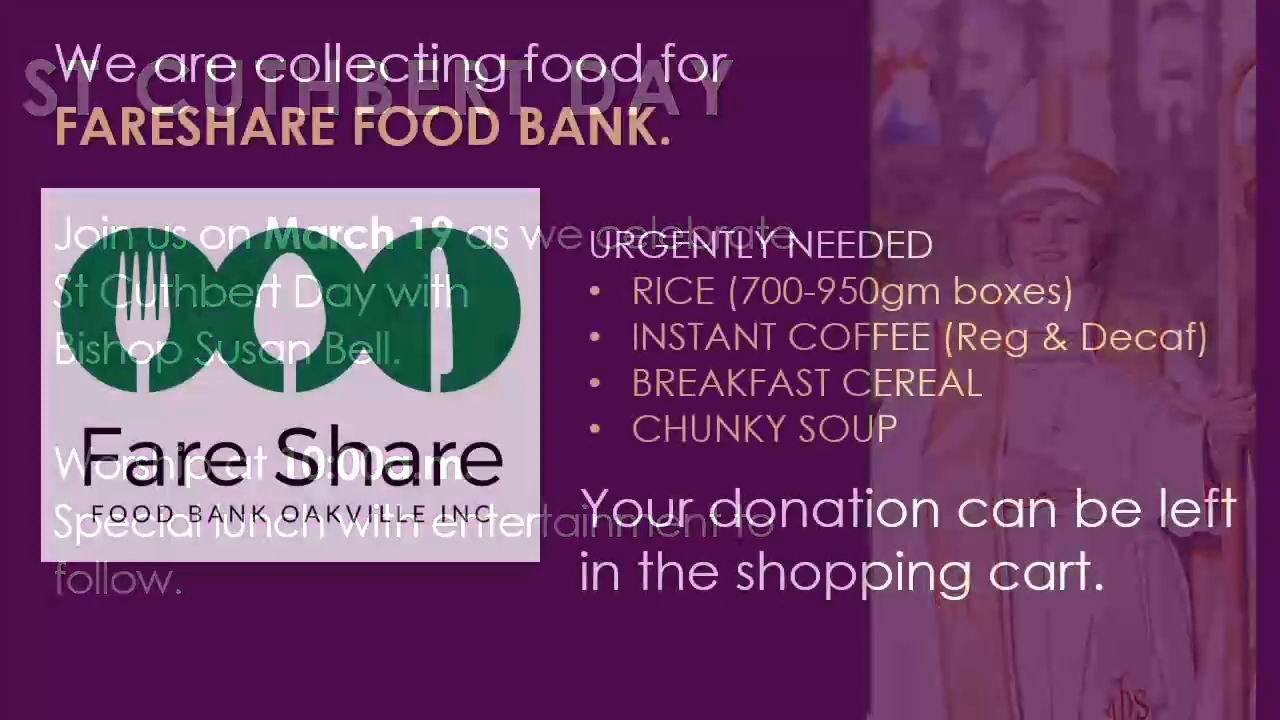 We are collecting food for
ST CUTHBERT DAY
FARESHARE FOOD BANK.
Join us on March 19 as we celebrate
St Cuthbert Day with
Bishop Susan Bell.
Worship at 10:00a.m.
Special lunch with entertainment to
follow.
Fare Share
FOOD BANK OAKVILLE INC
URGENTLY NEEDED
• RICE (700-950gm boxes)
• INSTANT COFFEE (Reg & Decaf)
• BREAKFAST CEREAL
• CHUNKY SOUP
Your donation can be left
in the shopping cart.
ihs